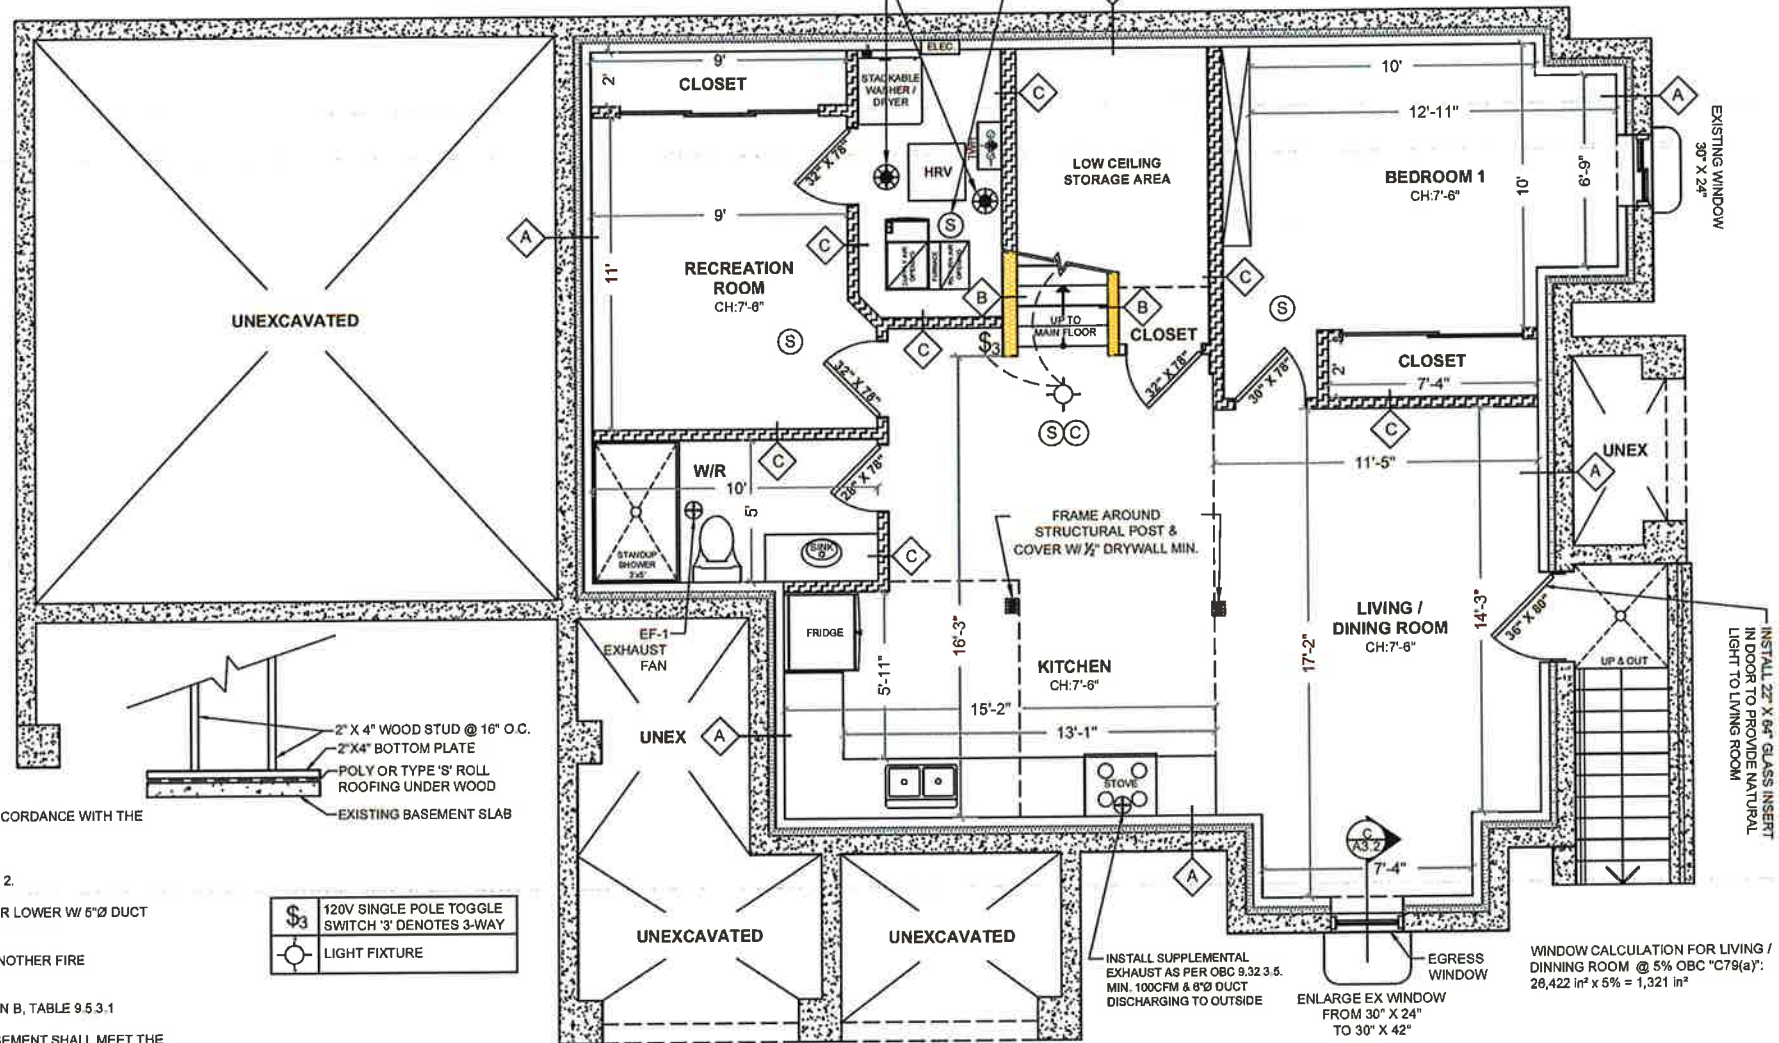 ELEC
9'
2'
CLOSET
STACKABLE
WASHER /
DRYER
C
10'
12'-11"
A
EXISTING WINDOW
30" X 24"
32" X 78"
HRV
LOW CEILING
STORAGE AREA
BEDROOM 1
CH:7'-6"
10'
6'-9"
9'
A
C
S
11'
RECREATION
ROOM
CH:7'-6"
FURNACE
C
UNEXCAVATED
B
B
S
UP TO
MAIN FLOOR
CLOSET
S
$3
C
32" X 78"
32" X 78"
30" X 78"
CLOSET
2'
7'-4"
S C
C
UNEX
W/R
C
28" X 78"
10'
5'
11'-5"
A
FRAME AROUND
STRUCTURAL POST &
COVER W/ ½" DRYWALL MIN.
STANDUP
SHOWER
3'x5'
SINK
C
FRIDGE
EF-1
EXHAUST
FAN
5'-11"
16'-3"
KITCHEN
CH:7'-6"
17'-2"
LIVING /
DINING ROOM
CH:7'-6"
14'-3"
36" X 80"
UP & OUT
INSTALL 22" X 64" GLASS INSERT
IN DOOR TO PROVIDE NATURAL
LIGHT TO LIVING ROOM
15'-2"
13'-1"
UNEX
A
2" X 4" WOOD STUD @ 16" O.C.
2"X4" BOTTOM PLATE
POLY OR TYPE 'S' ROLL
ROOFING UNDER WOOD
EXISTING BASEMENT SLAB
STOVE
CORDANCE WITH THE
C
A3.2
7'-4"
A
2.
R LOWER W/ 5"Ø DUCT
NOTHER FIRE
N B, TABLE 9.5.3.1
SEMENT SHALL MEET THE
$3 120V SINGLE POLE TOGGLE
SWITCH '3' DENOTES 3-WAY
LIGHT FIXTURE
UNEXCAVATED
UNEXCAVATED
INSTALL SUPPLEMENTAL
EXHAUST AS PER OBC 9.32.3.5.
MIN. 100CFM & 6"Ø DUCT
DISCHARGING TO OUTSIDE
EGRESS
WINDOW
ENLARGE EX WINDOW
FROM 30" X 24"
TO 30" X 42"
WINDOW CALCULATION FOR LIVING /
DINNING ROOM @ 5% OBC "C79(a)":
26,422 in² x 5% = 1,321 in²